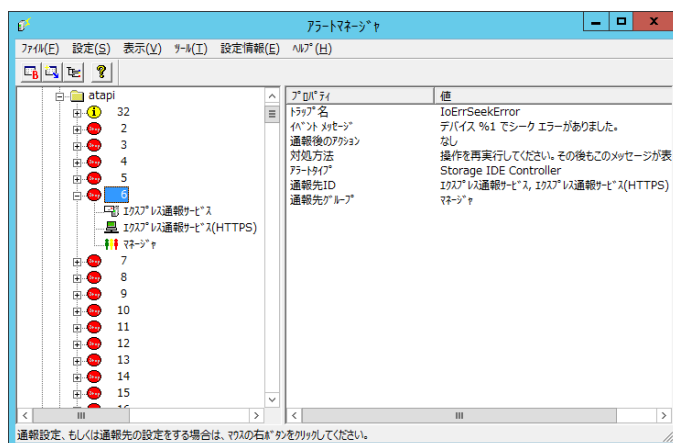 アラートマネージャ
ファイル(F) 設定(S) 表示(V) ツール(T) 設定情報(E) ヘルプ(H)
atapi
32
2
3
4
5
6
エクスプレス通報サービス
エクスプレス通報サービス(HTTPS)
マネージャ
7
8
9
10
11
12
13
14
15
プロパティ 値
トラップ名 IoErrSeekError
イベント メッセージ デバイス %1 でシーク エラーがありました。
通報後のアクション なし
対処方法 操作を再実行してください。その後もこのメッセージが表
アラートタイプ Storage IDE Controller
通報先ID エクスプレス通報サービス, エクスプレス通報サービス(HTTPS)
通報先グループ マネージャ
通報設定、もしくは通報先の設定をする場合は、マウスの右ボタンをクリックしてください。